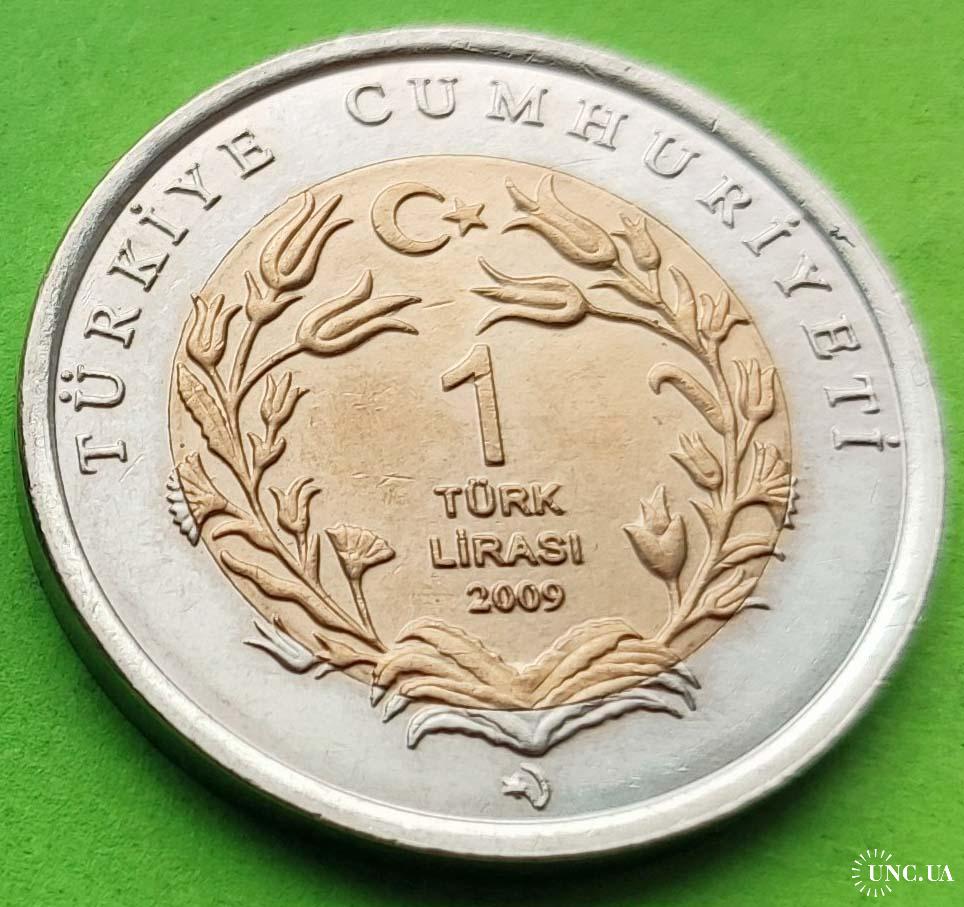 TÜRKİYE CUMHURİYETİ
1
TÜRK
LİRASI
2009
UNC.UA